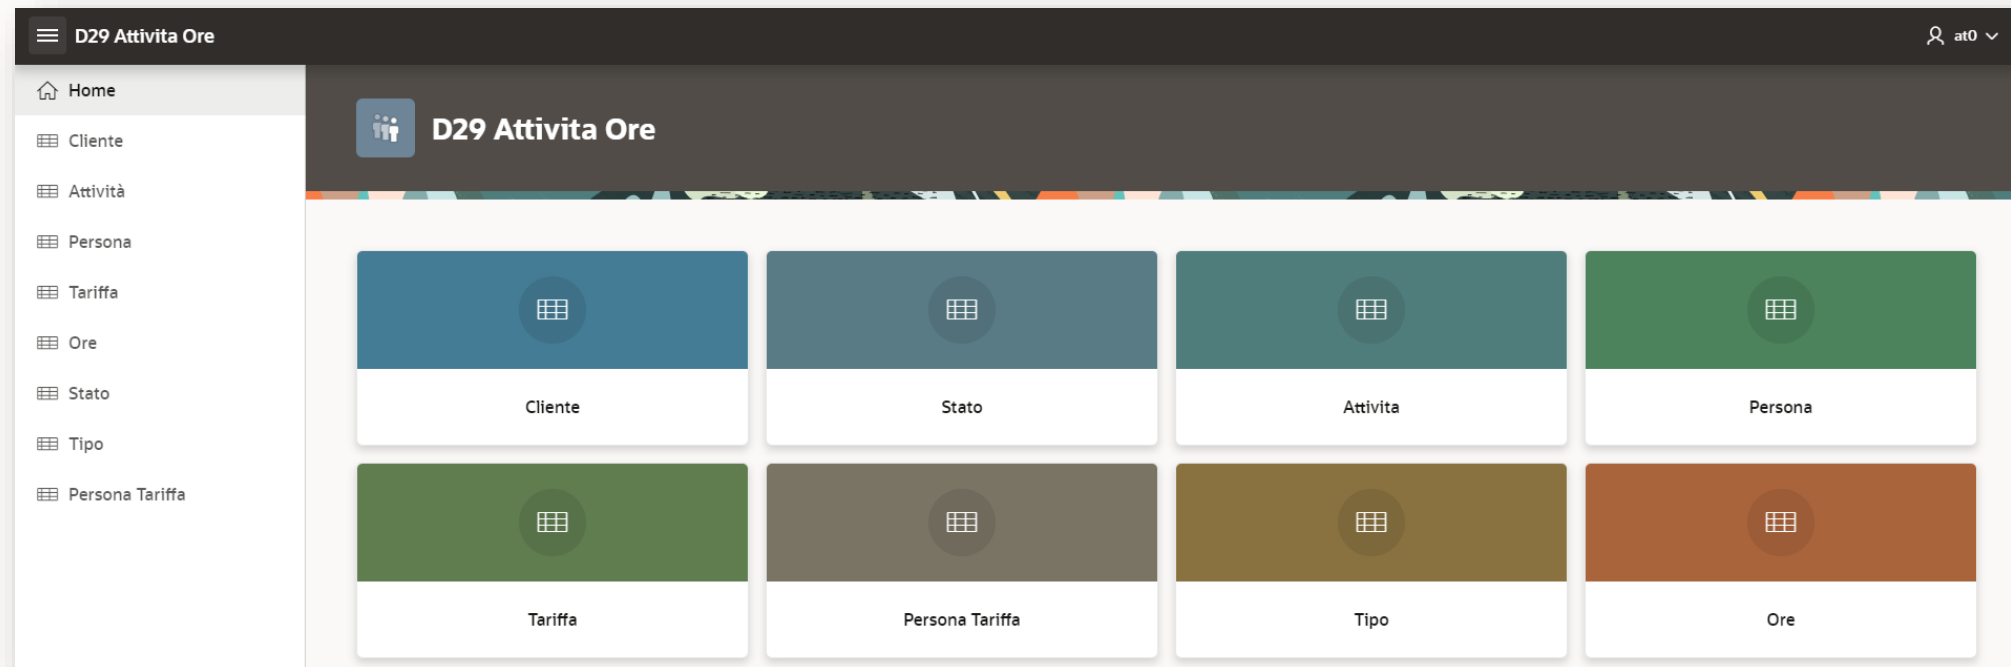 D29 Attivita Ore
at0
Home
Cliente
Attività
Persona
Tariffa
Ore
Stato
Tipo
Persona Tariffa
D29 Attivita Ore
Cliente
Stato
Attivita
Persona
Tariffa
Persona Tariffa
Tipo
Ore